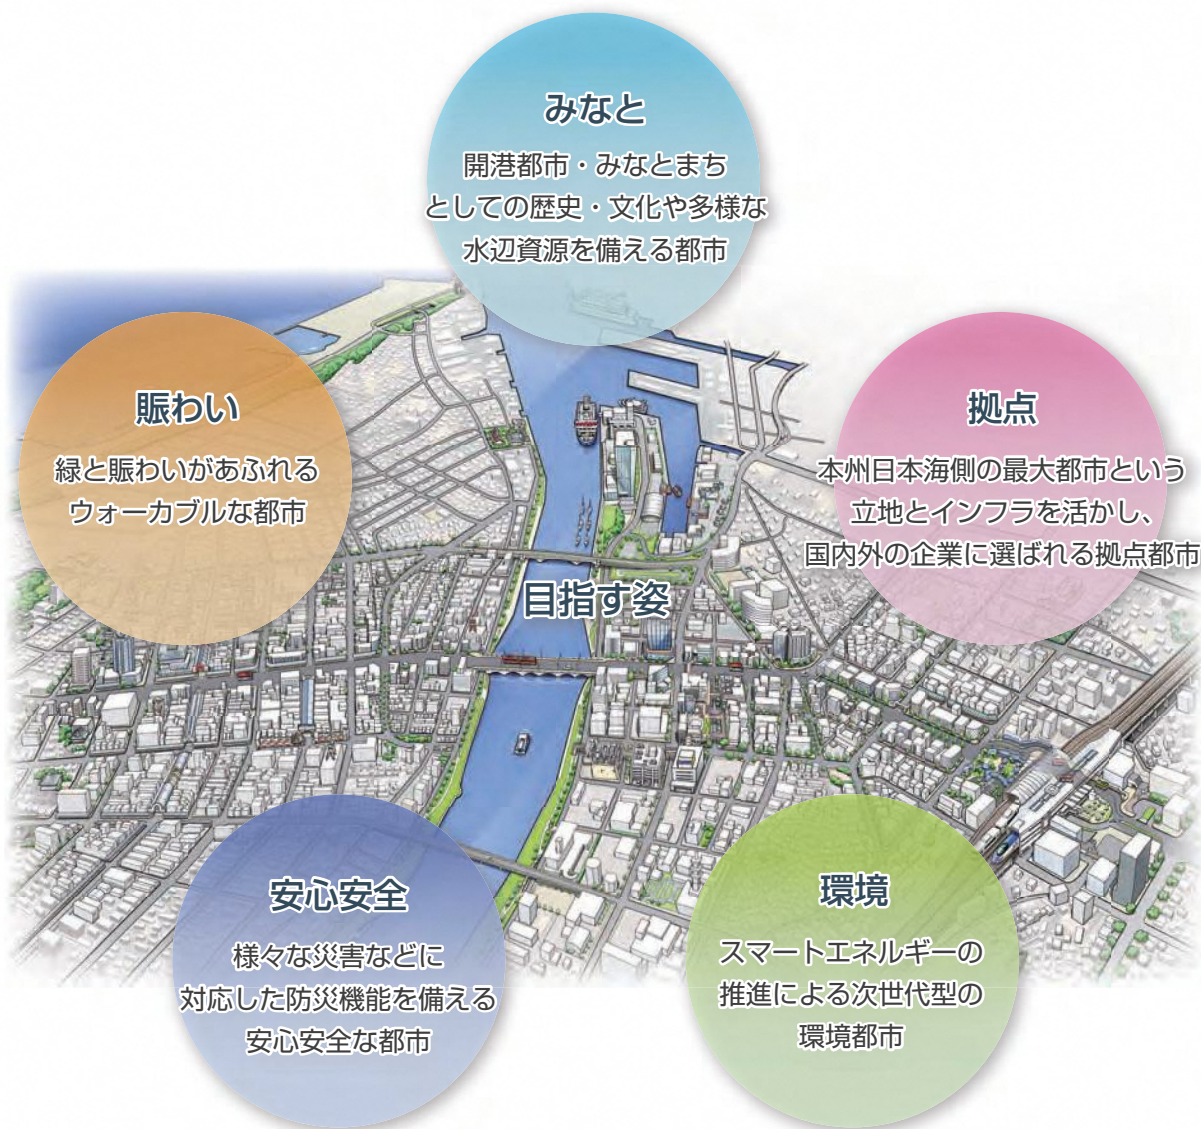 みなと
開港都市・みなとまち
としての歴史・文化や多様な
水辺資源を備える都市
賑わい
緑と賑わいがあふれる
ウォーカブルな都市
拠点
本州日本海側の最大都市という
立地とインフラを活かし、
国内外の企業に選ばれる拠点都市
目指す姿
安心安全
様々な災害などに
対応した防災機能を備える
安心安全な都市
環境
スマートエネルギーの
推進による次世代型の
環境都市